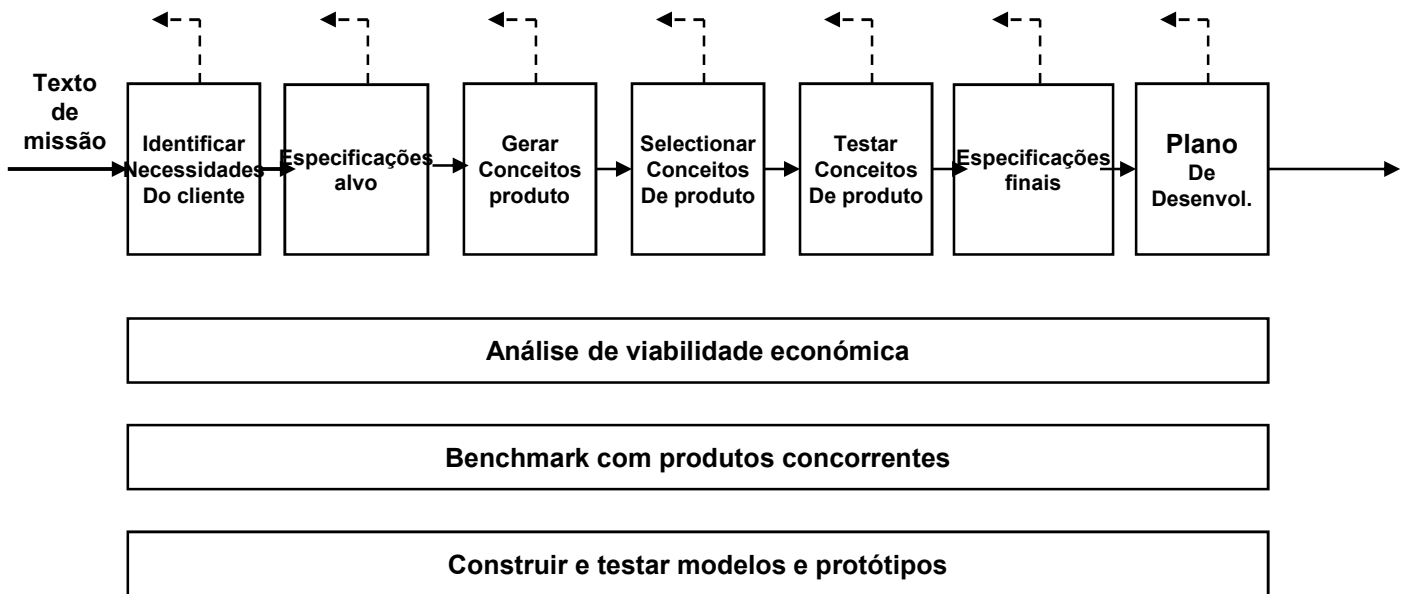 Texto
de
missão
Identificar
Necessidades
Do cliente
Especificações
alvo
Gerar
Conceitos
produto
Selectionar
Conceitos
De produto
Testar
Conceitos
De produto
Especificações
finais
Plano
De
Desenvol.
Análise de viabilidade económica
Benchmark com produtos concorrentes
Construir e testar modelos e protótipos